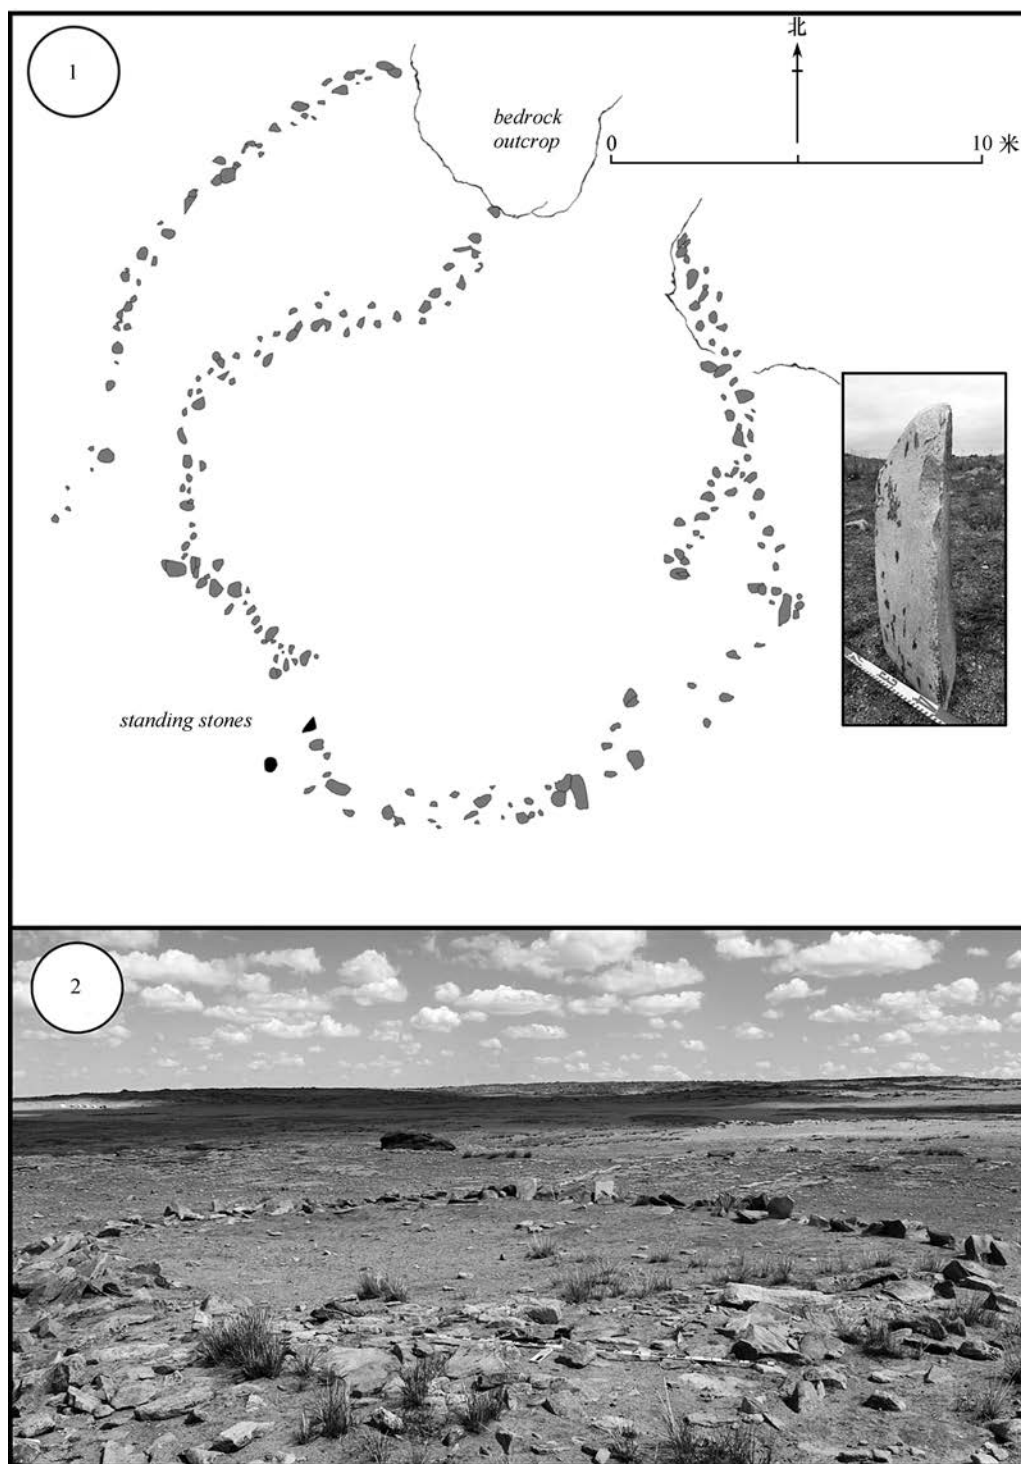 1
北
bedrock
outcrop
0
10 米
standing stones
2